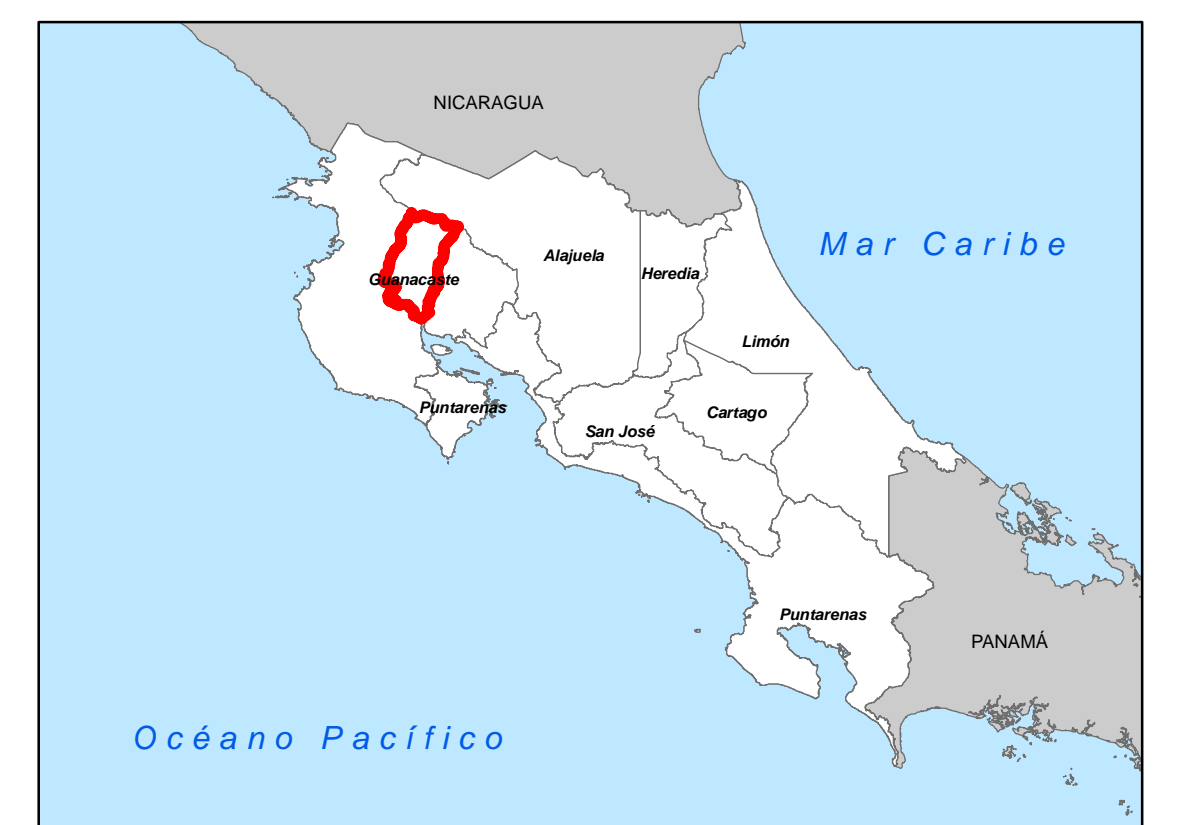 NICARAGUA
Mar Caribe
Alajuela
Heredia
Guanacaste
Limón
Puntarenas
Cartago
San José
Puntarenas
PANAMÁ
Océano Pacífico